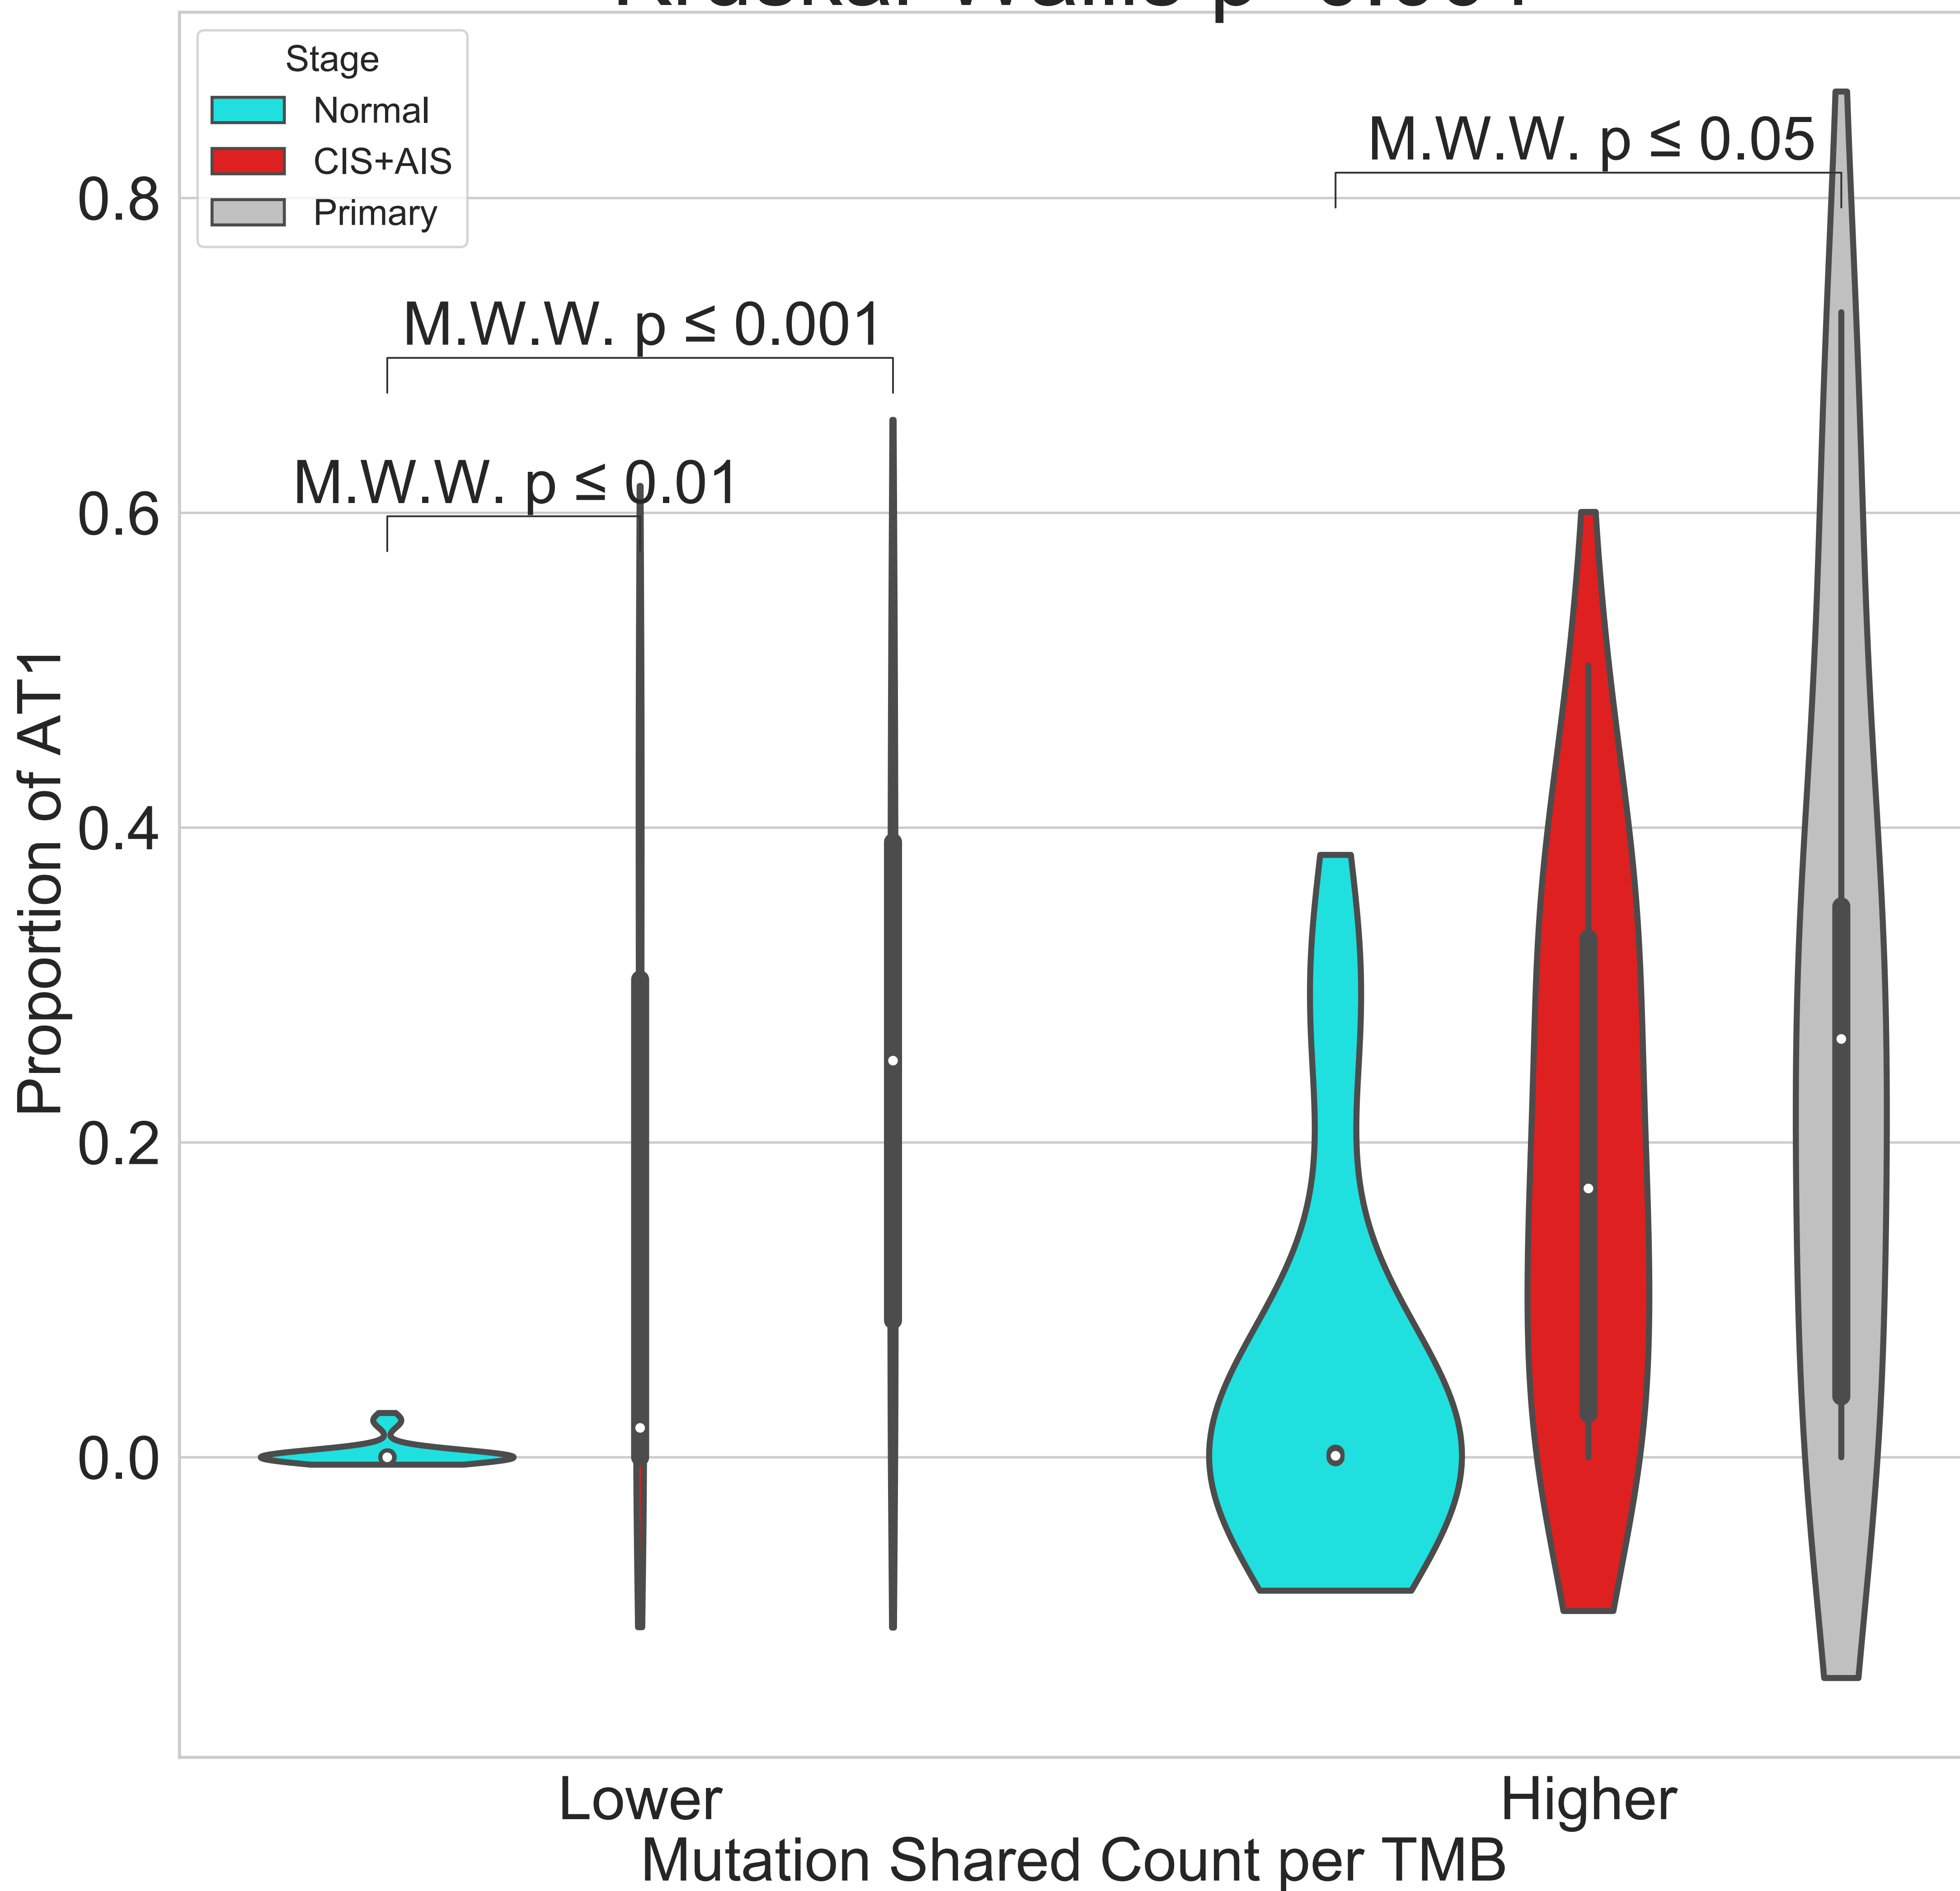 Stage
Normal
CIS+AIS
Primary
M.W.W. p ≤ 0.05
M.W.W. p ≤ 0.001
M.W.W. p ≤ 0.01
0.8
0.6
0.4
0.2
0.0
Proportion of AT1
Lower
Higher
Mutation Shared Count per TMB